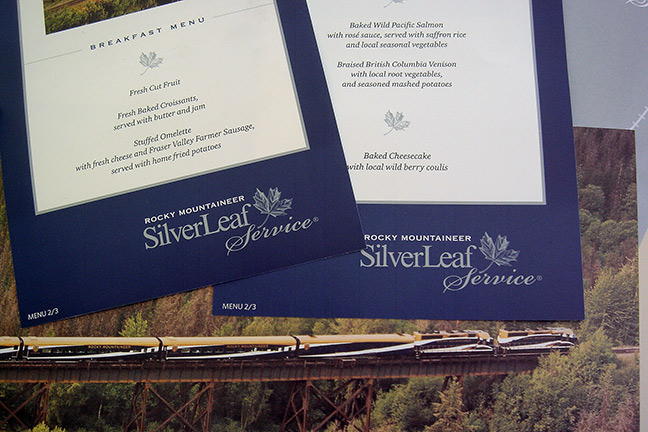 BREAKFAST MENU
Fresh Cut Fruit
Fresh Baked Croissants,
served with butter and jam
Stuffed Omelette
with fresh cheese and Fraser Valley Farmer Sausage,
served with home fried potatoes
ROCKY MOUNTAINEER
SilverLeaf
Service®
MENU 2/3
Baked Wild Pacific Salmon
with rosé sauce, served with saffron rice
and local seasonal vegetables
Braised British Columbia Venison
with local root vegetables,
and seasoned mashed potatoes
Baked Cheesecake
with local wild berry coulis
ROCKY MOUNTAINEER
SilverLeaf
Service®
MENU 2/3
ROCKY MOUNTAINEER